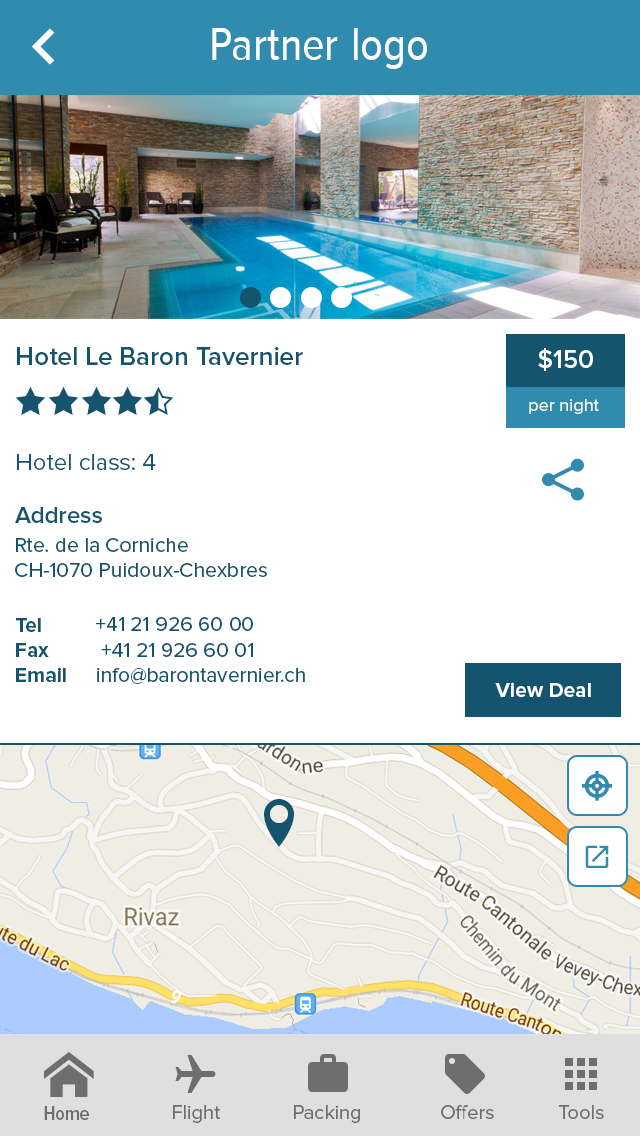 Partner logo
Hotel Le Baron Tavernier
$150
per night
Hotel class: 4
Address
Rte. de la Corniche
CH-1070 Puidoux-Chexbres
Tel +41 21 926 60 00
Fax +41 21 926 60 01
Email info@barontavernier.ch
View Deal
ardonne
Route Cantonale Vevey-Chex
Rivaz
Chemin du Mont
ute du Lac
9
Route Canton
Home
Flight
Packing
Offers
Tools